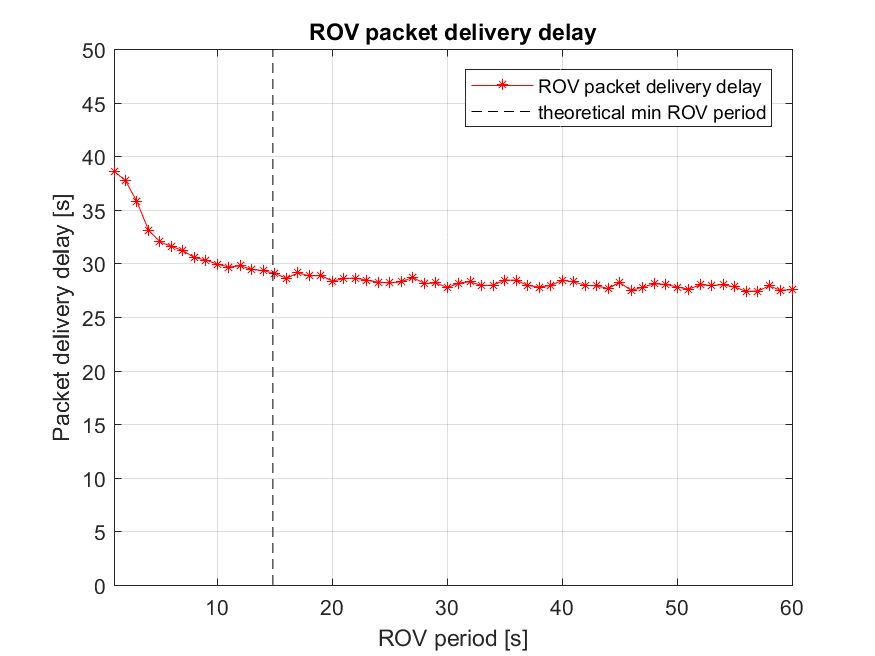 ROV packet delivery delay
50
45
40
35
30
25
20
15
10
5
0
Packet delivery delay [s]
ROV packet delivery delay
theoretical min ROV period
10 20 30 40 50 60
ROV period [s]